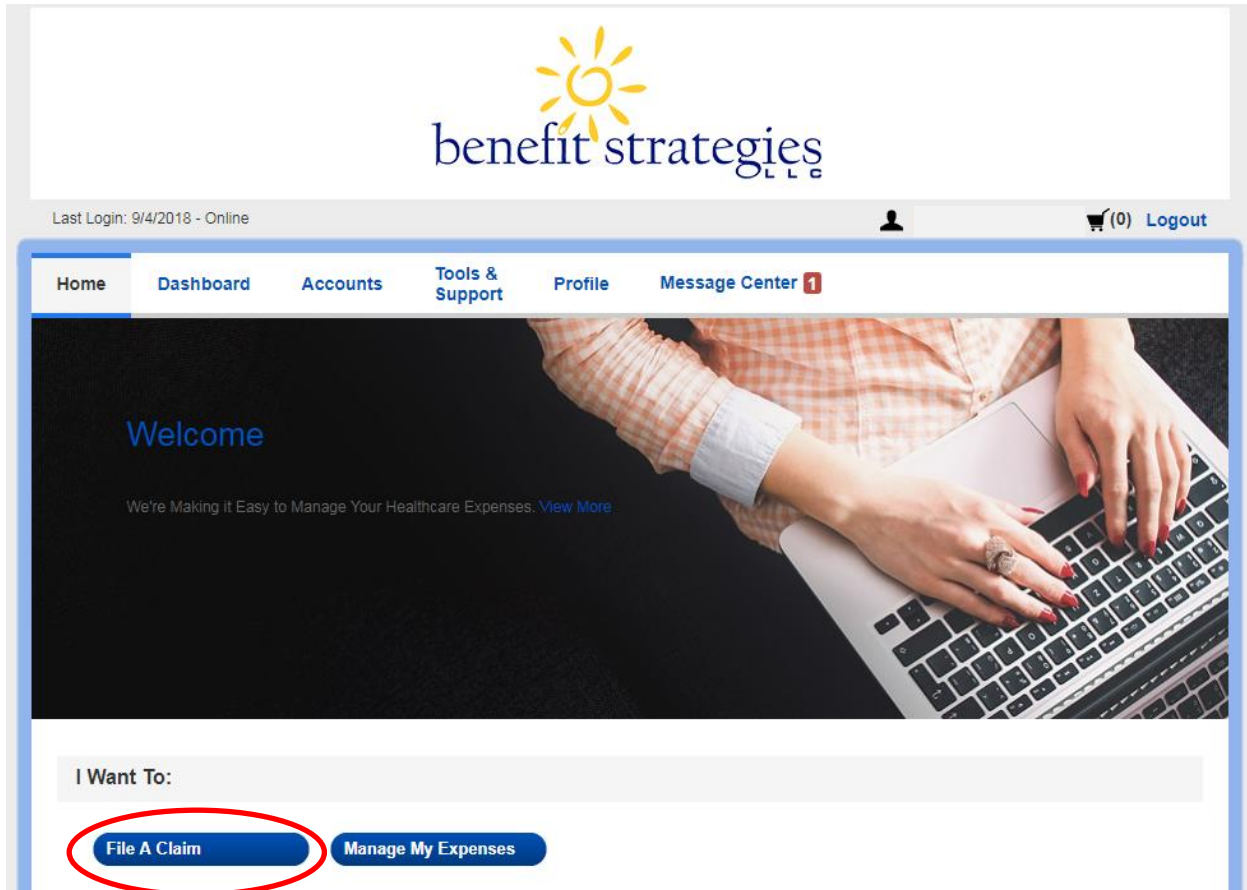 benefit strategies
LLC
Last Login: 9/4/2018 - Online
(0) Logout
Home Dashboard Accounts Tools & Support Profile Message Center 1
Welcome
We're Making it Easy to Manage Your Healthcare Expenses. View More
I Want To:
File A Claim Manage My Expenses